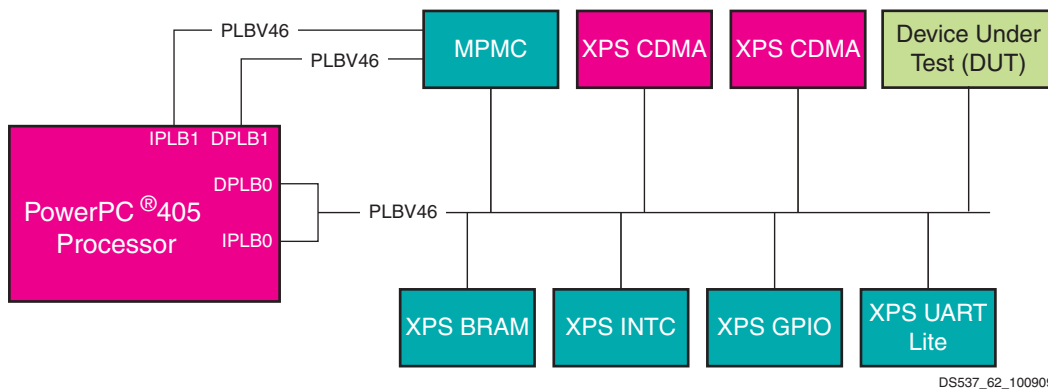 PLBV46
PLBV46
MPMC
XPS CDMA
XPS CDMA
Device Under
Test (DUT)
IPLB1
DPLB1
DPLB0
PowerPC ®405
Processor
IPLB0
PLBV46
XPS BRAM
XPS INTC
XPS GPIO
XPS UART
Lite
DS537_62_100909